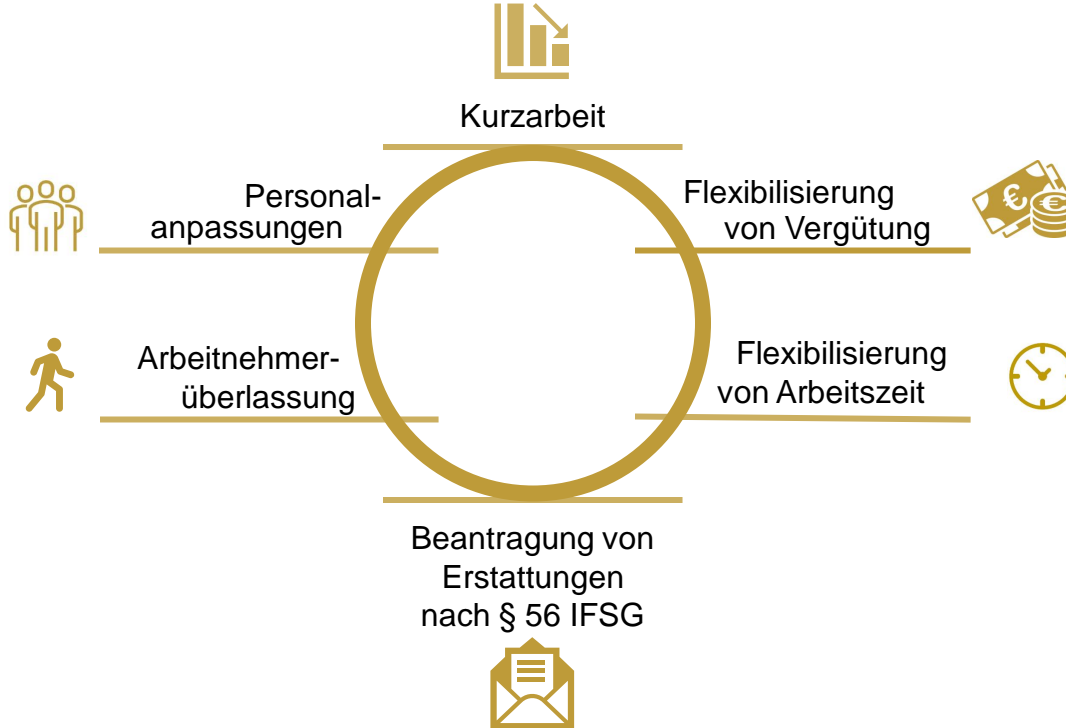 Kurzarbeit
Personal-
anpassungen
Flexibilisierung
von Vergütung
Arbeitnehmer-
überlassung
Flexibilisierung
von Arbeitszeit
Beantragung von
Erstattungen
nach § 56 IFSG